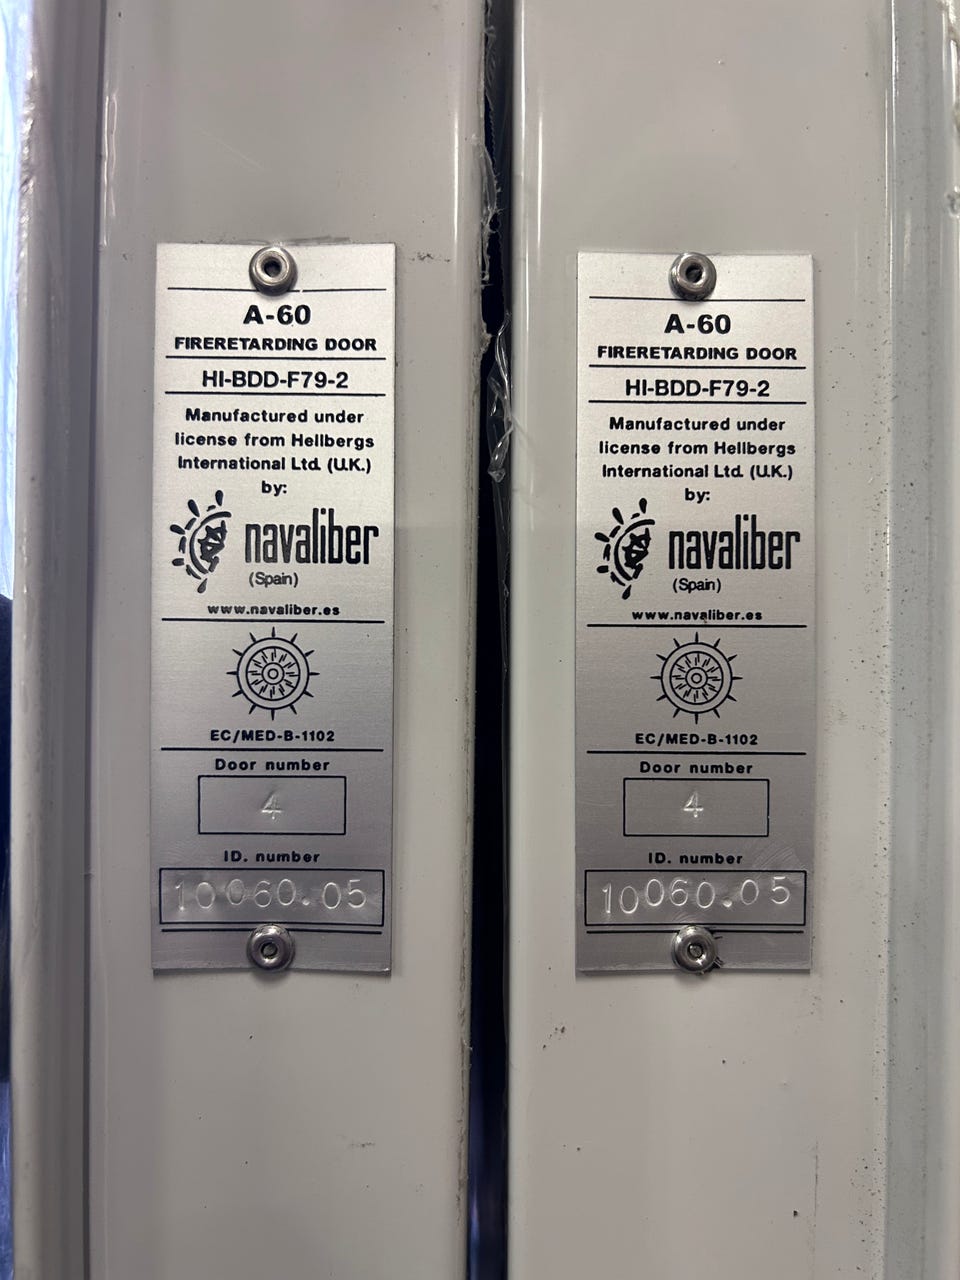 A-60
FIRERETARDING DOOR
HI-BDD-F79-2
Manufactured under
license from Hellbergs
International Ltd. (U.K.)
by:
navaliber
(Spain)
www.navaliber.es
EC/MED-B-1102
Door number
4
ID. number
10060.05
A-60
FIRERETARDING DOOR
HI-BDD-F79-2
Manufactured under
license from Hellbergs
International Ltd. (U.K.)
by:
navaliber
(Spain)
www.navaliber.es
EC/MED-B-1102
Door number
4
ID. number
10060.05